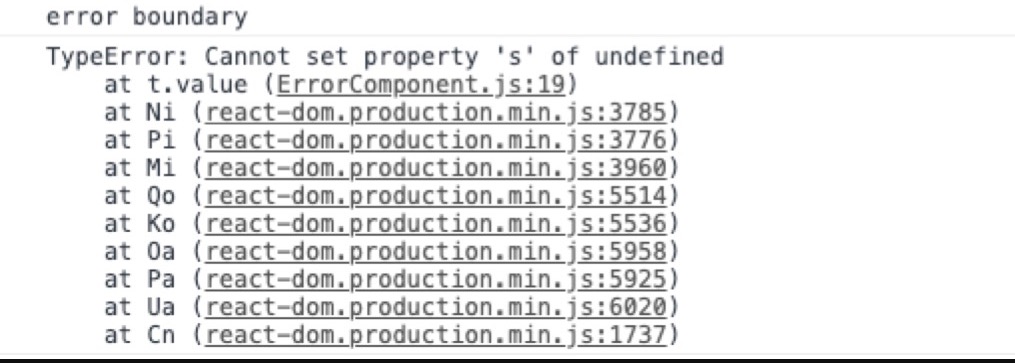 error boundary
TypeError: Cannot set property 's' of undefined
at t.value (ErrorComponent.js:19)
at Ni (react-dom.production.min.js:3785)
at Pi (react-dom.production.min.js:3776)
at Mi (react-dom.production.min.js:3960)
at Qo (react-dom.production.min.js:5514)
at Ko (react-dom.production.min.js:5536)
at Oa (react-dom.production.min.js:5958)
at Pa (react-dom.production.min.js:5925)
at Ua (react-dom.production.min.js:6020)
at Cn (react-dom.production.min.js:1737)